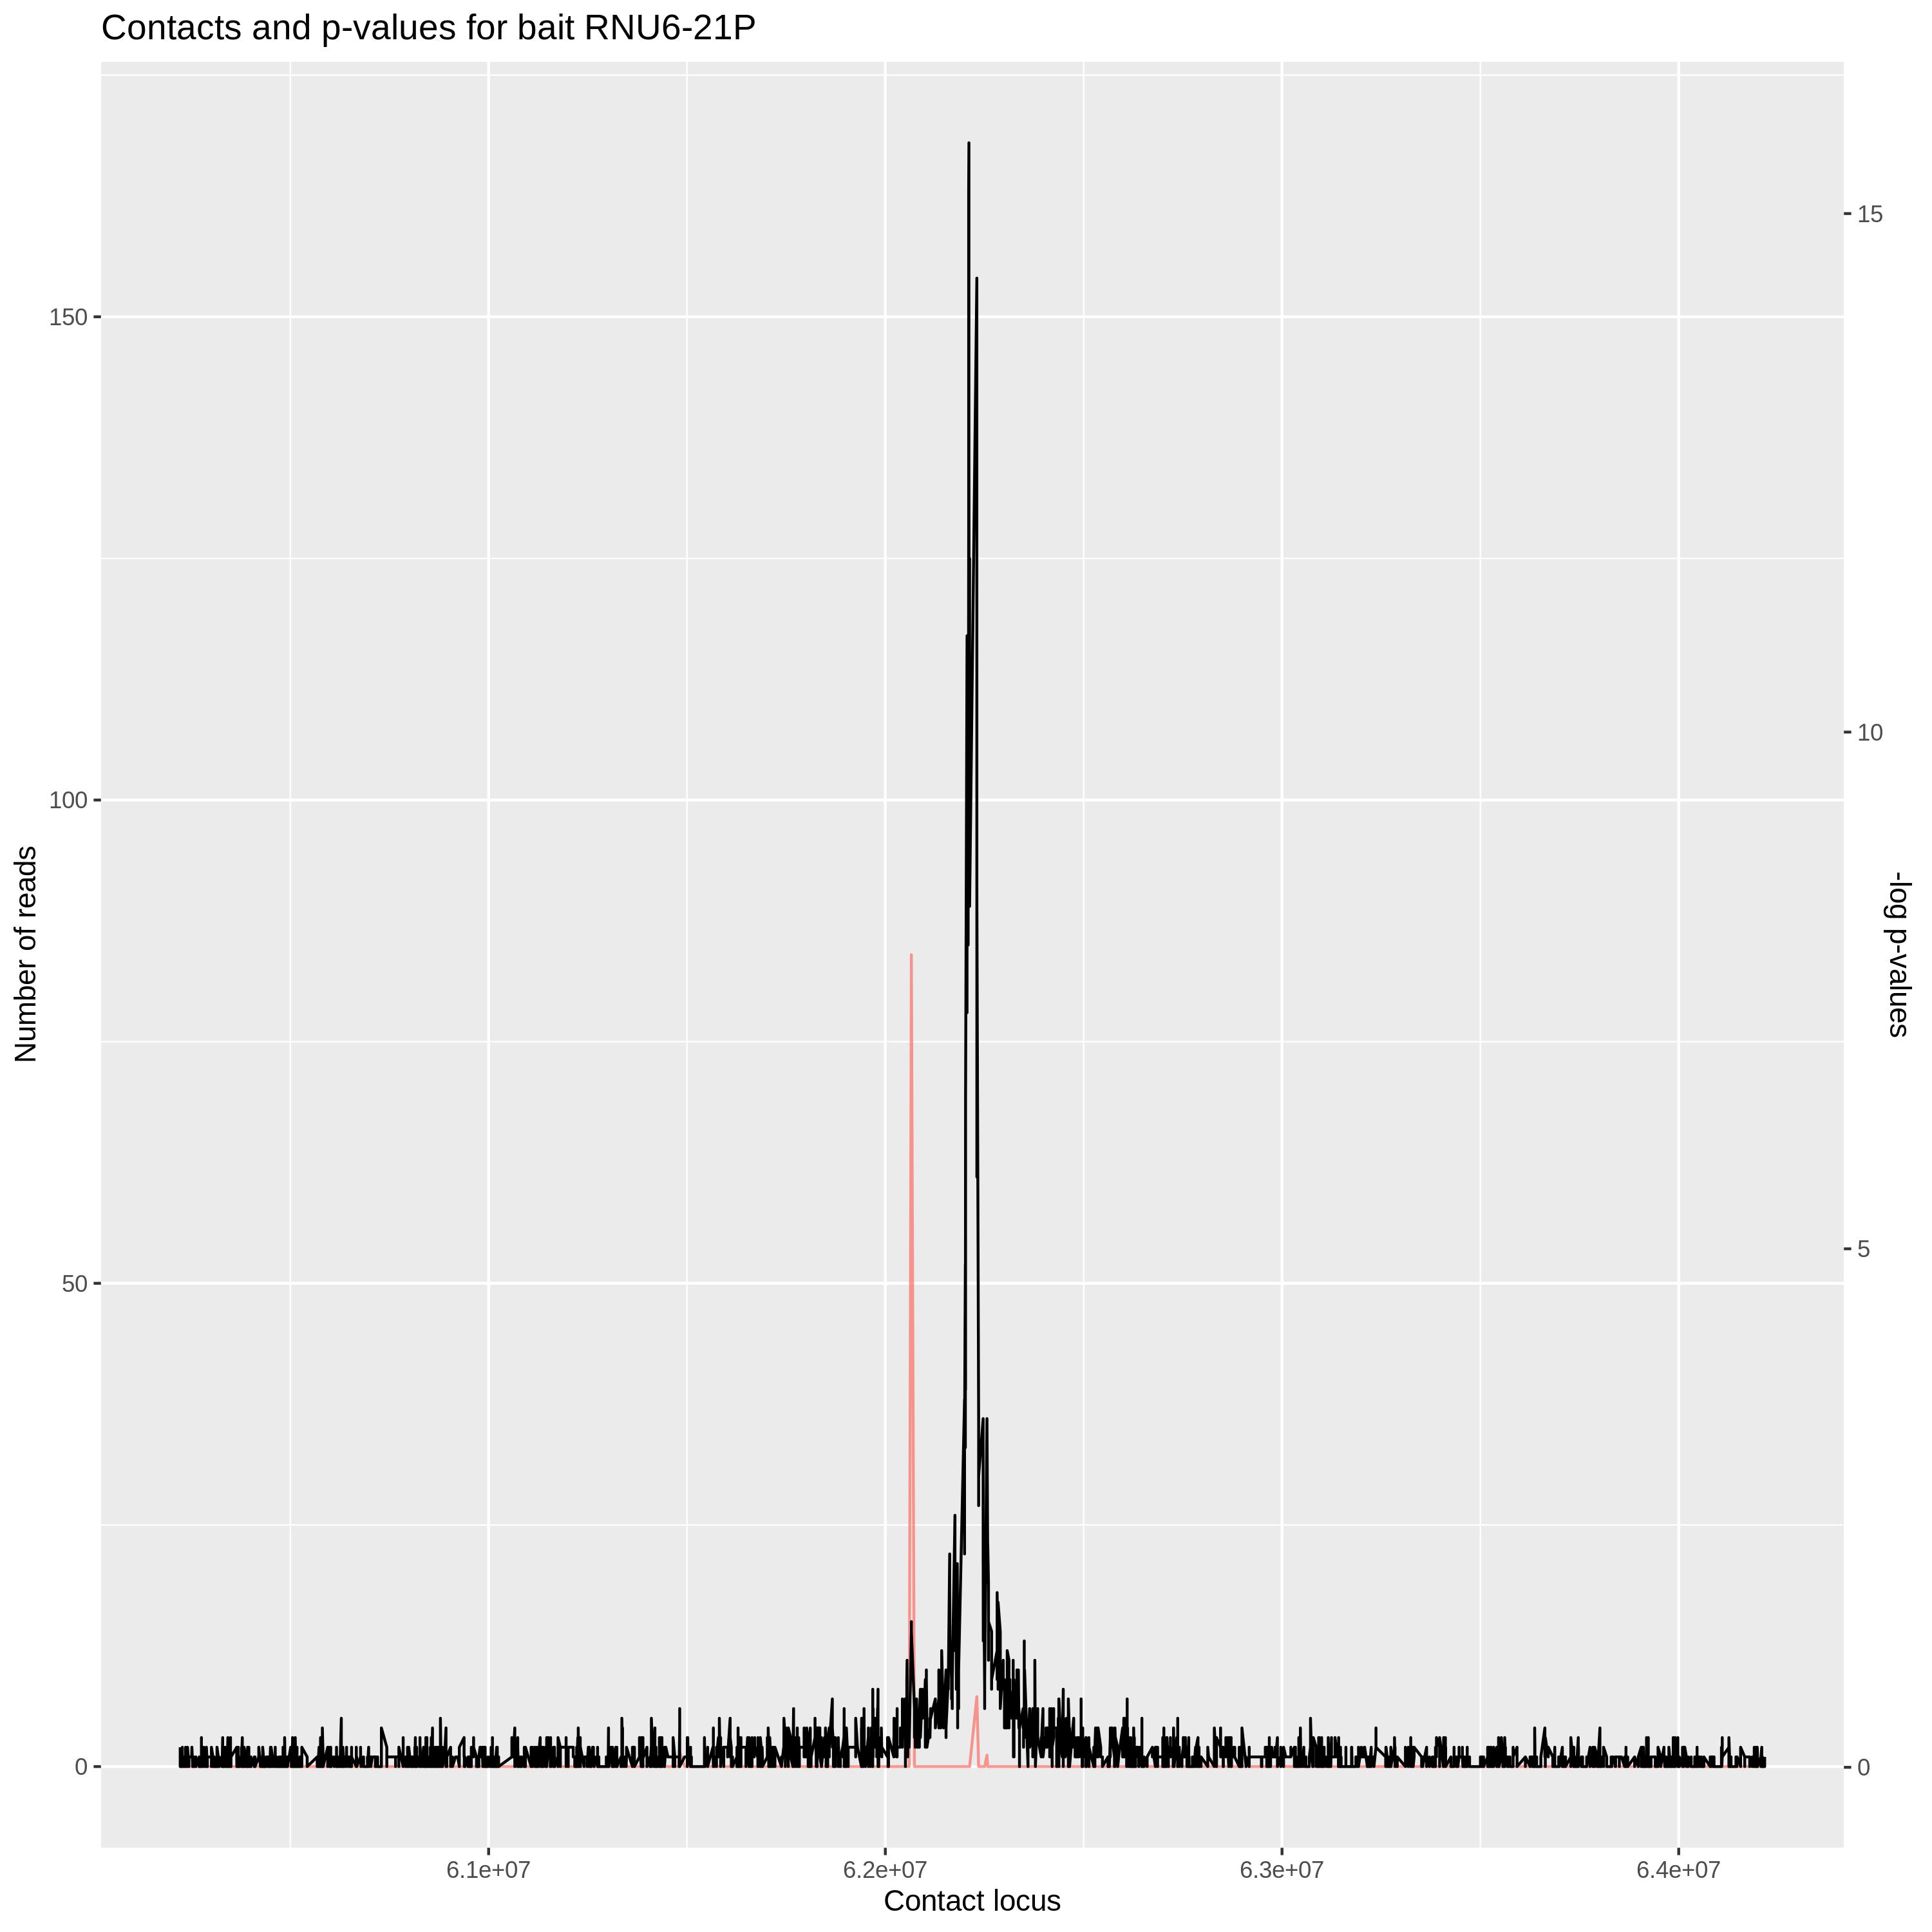 Contacts and p-values for bait RNU6-21P
150
100
50
0
Number of reads
15
10
5
0
-log p-values
6.1e+07 6.2e+07 6.3e+07 6.4e+07
Contact locus